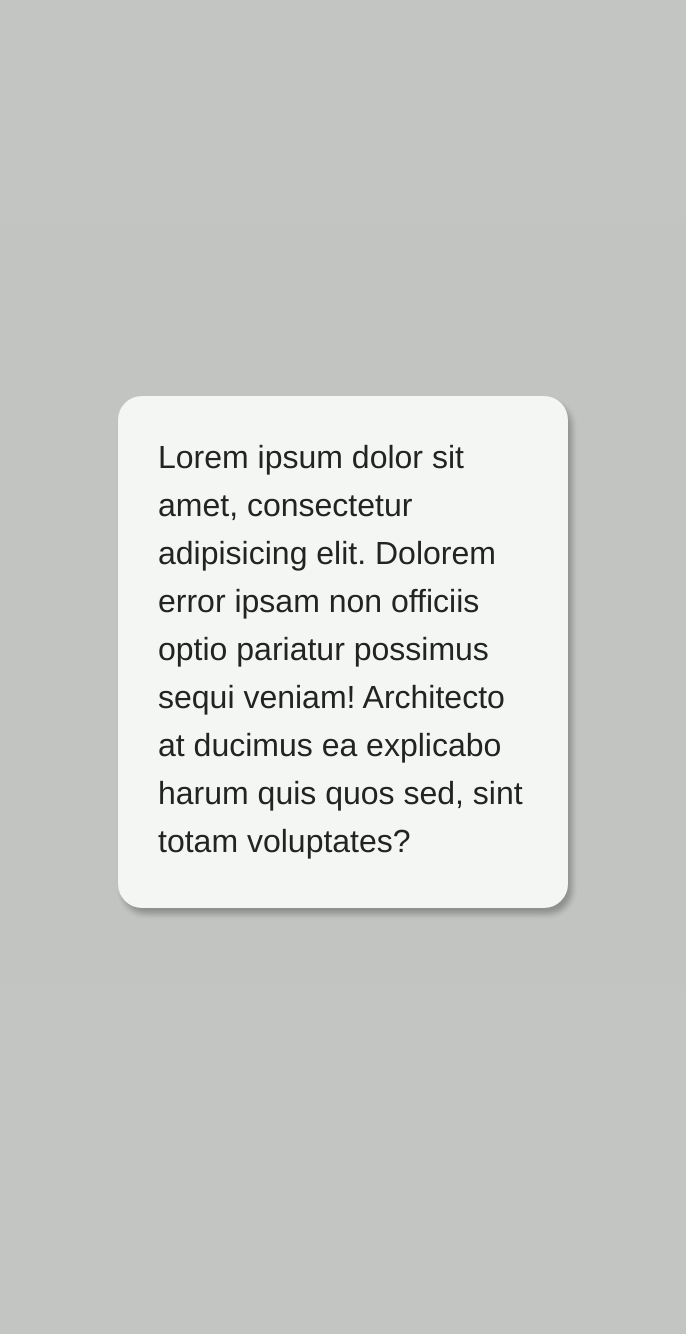 Lorem ipsum dolor sit
amet, consectetur
adipisicing elit. Dolorem
error ipsam non officiis
optio pariatur possimus
sequi veniam! Architecto
at ducimus ea explicabo
harum quis quos sed, sint
totam voluptates?